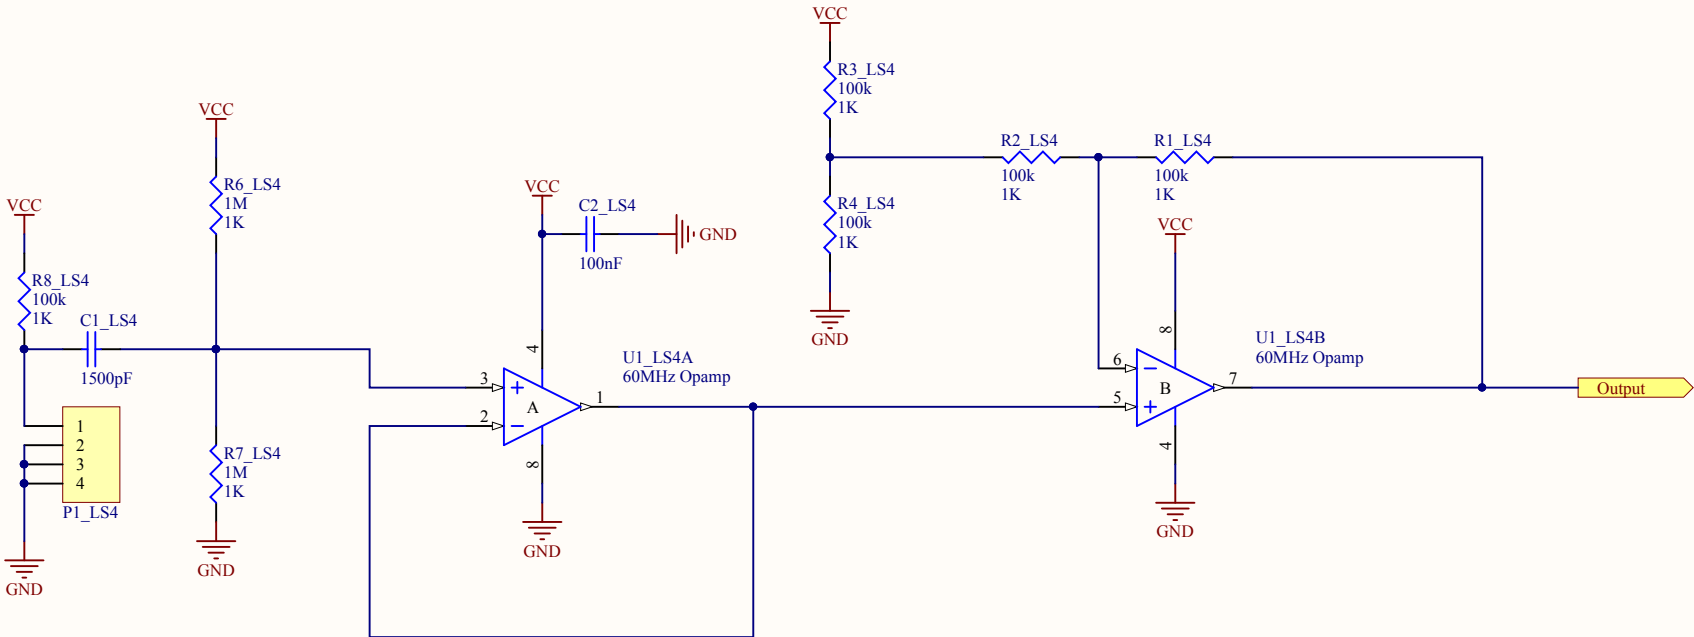 VCC
R3_LS4
100k
1K
R4_LS4
100k
1K
GND
R2_LS4
100k
1K
R1_LS4
100k
1K
VCC
8
6
5
B
7
4
GND
U1_LS4B
60MHz Opamp
Output
VCC
R6_LS4
1M
1K
R7_LS4
1M
1K
GND
VCC
R8_LS4
100k
1K
C1_LS4
1500pF
1
2
3
4
P1_LS4
GND
VCC
C2_LS4
100nF
GND
4
3
2
A
1
8
GND
U1_LS4A
60MHz Opamp